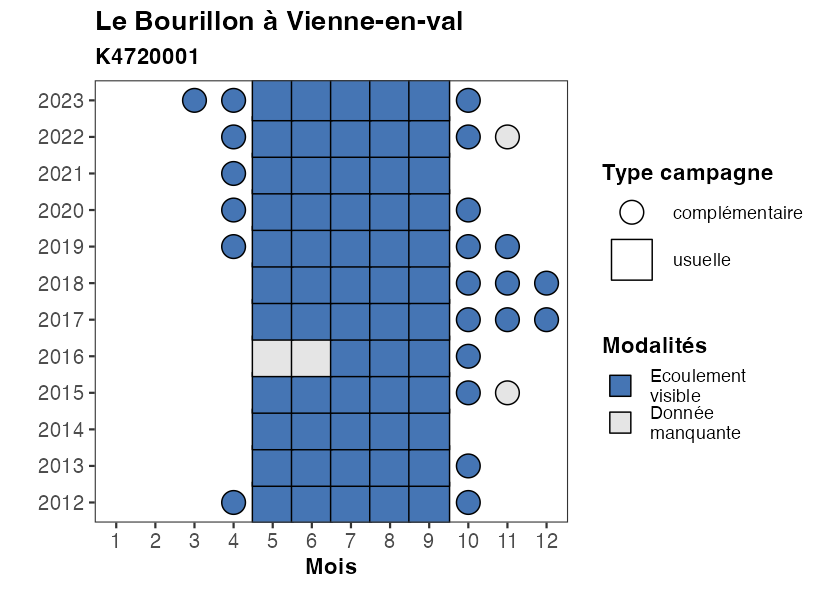 Le Bourillon à Vienne-en-val
K4720001
2023
2022
2021
2020
2019
2018
2017
2016
2015
2014
2013
2012
1 2 3 4 5 6 7 8 9 10 11 12
Mois
Type campagne
complémentaire
usuelle
Modalités
Ecoulement
visible
Donnée
manquante